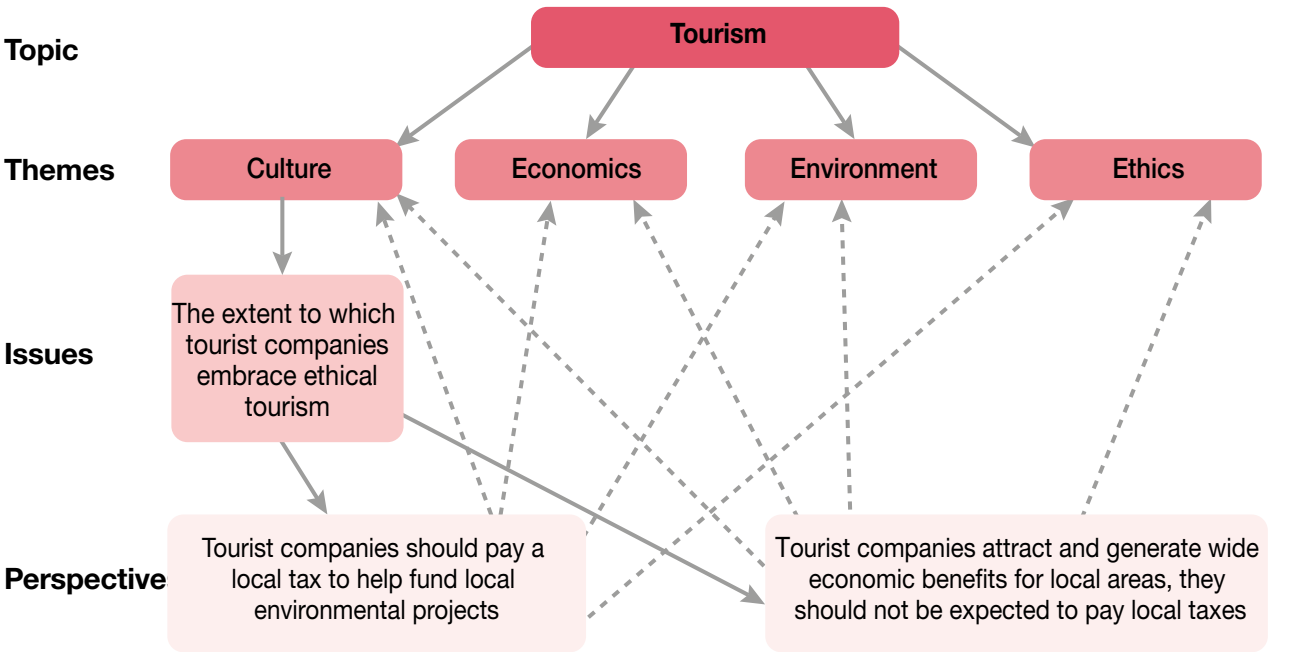 Topic
Tourism
Themes
Culture
Economics
Environment
Ethics
Issues
The extent to which
tourist companies
embrace ethical
tourism
Perspective
Tourist companies should pay a
local tax to help fund local
environmental projects
Tourist companies attract and generate wide
economic benefits for local areas, they
should not be expected to pay local taxes